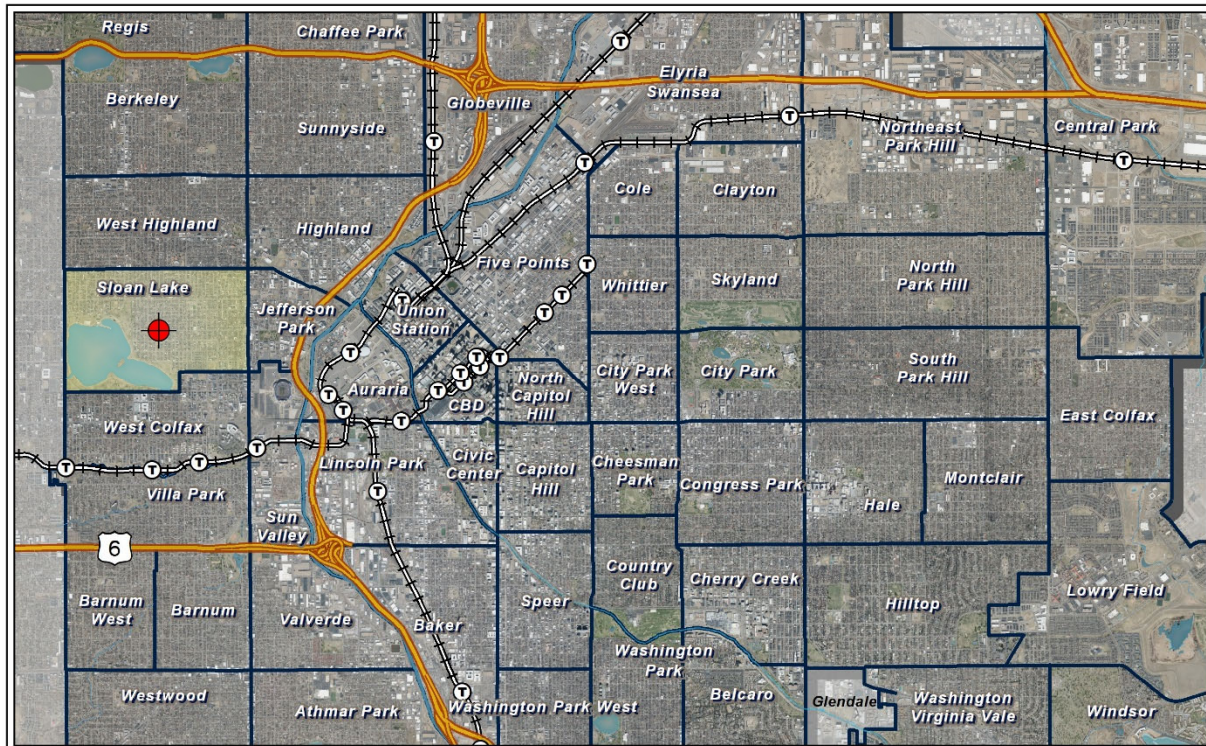 Regis
Chaffee Park
Berkeley
Sunnyside
Globeville
T
Elyria
Swansea
T
T
T
Northeast
Park Hill
Central Park
T
West Highland
Highland
Cole
Clayton
Sloan Lake
Jefferson
Park
T
Union
Station
Five Points
T
T
T
Whittier
Skyland
North
Park Hill
T
Auraria
T
T
T
T
T
T
T
T
CBD
North
Capitol
Hill
City Park
West
City Park
South
Park Hill
East Colfax
West Colfax
T
T
T
T
T
Villa Park
Lincoln Park
T
Civic
Center
Capitol
Hill
Cheesman
Park
Congress Park
Hale
Montclair
Sun
Valley
6
Barnum
West
Barnum
Valverde
Baker
Speer
Country
Club
Cherry Creek
Hilltop
Lowry Field
Washington
Park
Westwood
Athmar Park
T
Washington Park West
T
Belcaro
Glendale
Washington
Virginia Vale
Windsor